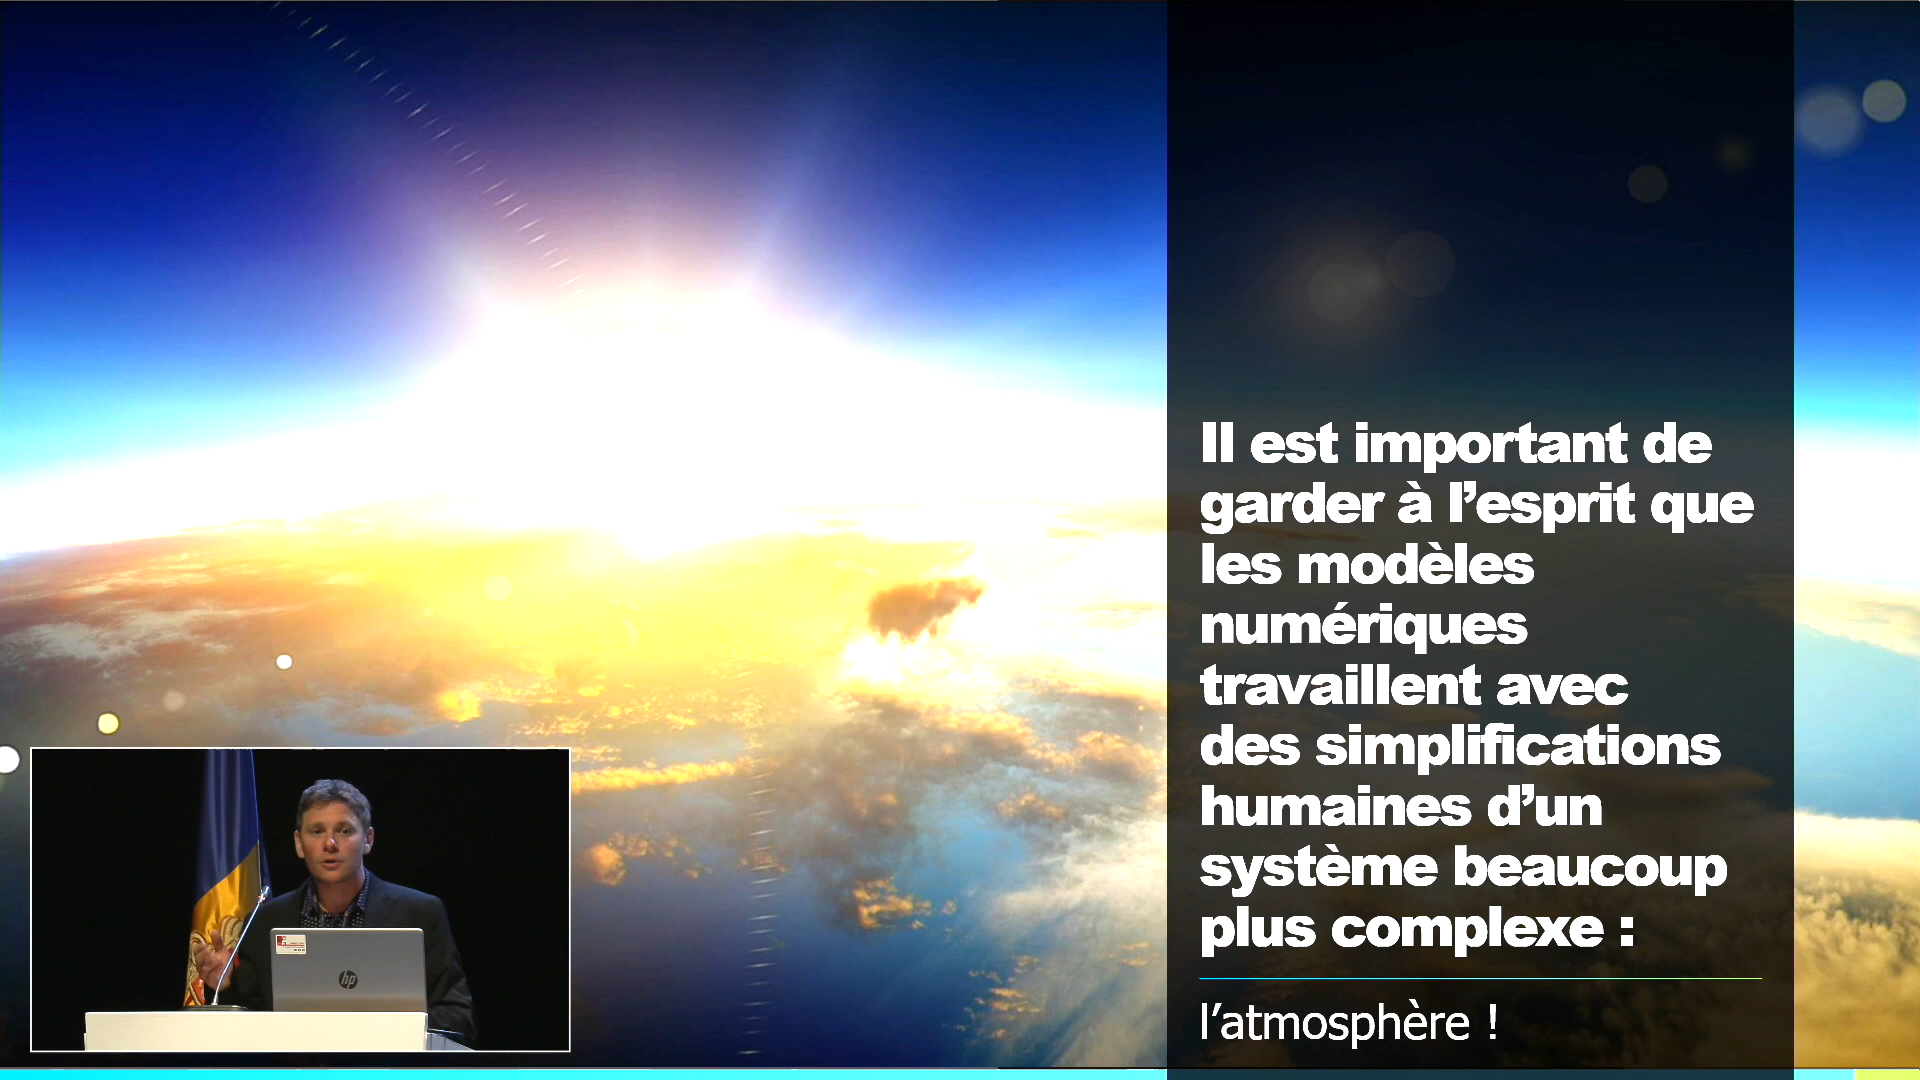 Il est important de
garder à l’esprit que
les modèles
numériques
travaillent avec
des simplifications
humaines d’un
système beaucoup
plus complexe :
l’atmosphère !
hp